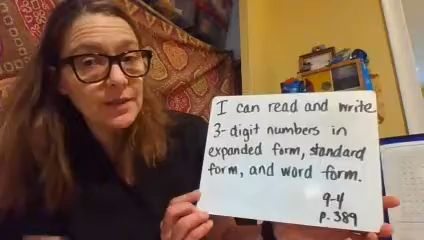 I can read and write
3-digit numbers in
expanded form, standard
form, and word form.
9-4
p. 389